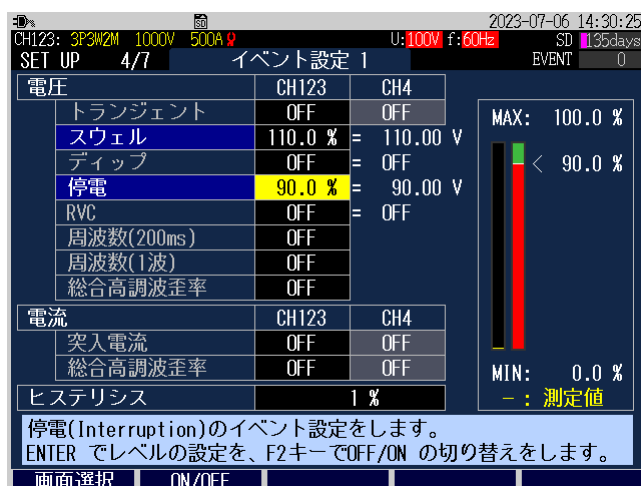 SD 2023-07-06 14:30:25
CH123: 3P3W2M 1000V 500A U:100V f:60Hz SD 135days
SET UP 4/7 イベント設定 1 EVENT 0
電圧 CH123 CH4
トランジェント OFF OFF
スウェル 110.0 % = 110.00 V
ディップ OFF = OFF
停電 90.0 % = 90.00 V
RVC OFF = OFF
周波数(200ms) OFF
周波数(1波) OFF
総合高調波歪率 OFF
電流 CH123 CH4
突入電流 OFF OFF
総合高調波歪率 OFF OFF
ヒステリシス 1 %
MAX: 100.0 %
< 90.0 %
MIN: 0.0 %
－ : 測定値
停電(Interruption)のイベント設定をします。
ENTER でレベルの設定を、F2キーでOFF/ON の切り替えをします。
画面選択 ON/OFF